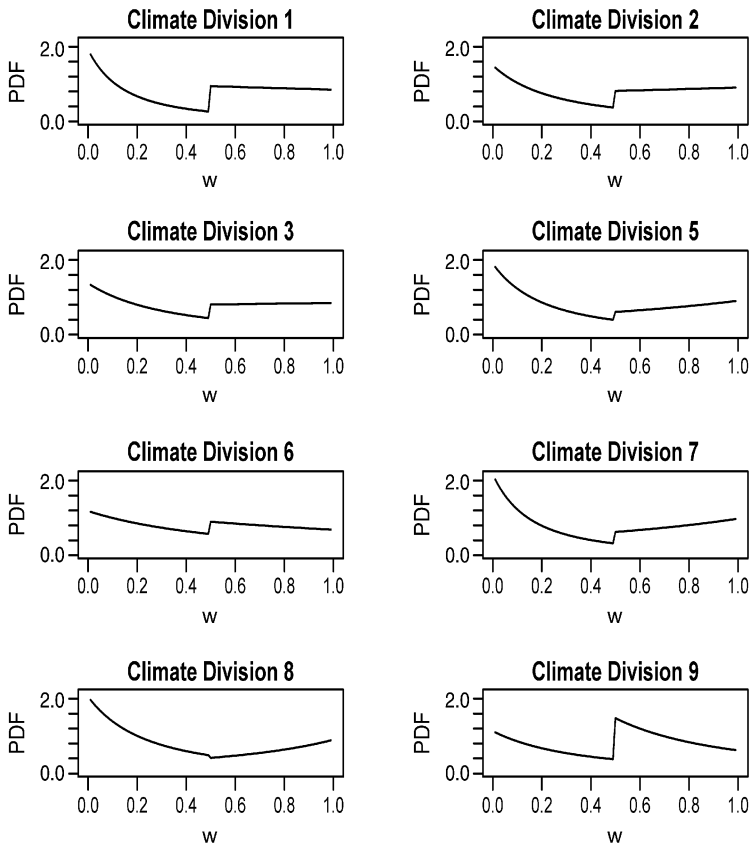 Climate Division 1
PDF
2.0
0.0
0.0 0.2 0.4 0.6 0.8 1.0
w
Climate Division 2
PDF
2.0
0.0
0.0 0.2 0.4 0.6 0.8 1.0
w
Climate Division 3
PDF
2.0
0.0
0.0 0.2 0.4 0.6 0.8 1.0
w
Climate Division 5
PDF
2.0
0.0
0.0 0.2 0.4 0.6 0.8 1.0
w
Climate Division 6
PDF
2.0
0.0
0.0 0.2 0.4 0.6 0.8 1.0
w
Climate Division 7
PDF
2.0
0.0
0.0 0.2 0.4 0.6 0.8 1.0
w
Climate Division 8
PDF
2.0
0.0
0.0 0.2 0.4 0.6 0.8 1.0
w
Climate Division 9
PDF
2.0
0.0
0.0 0.2 0.4 0.6 0.8 1.0
w